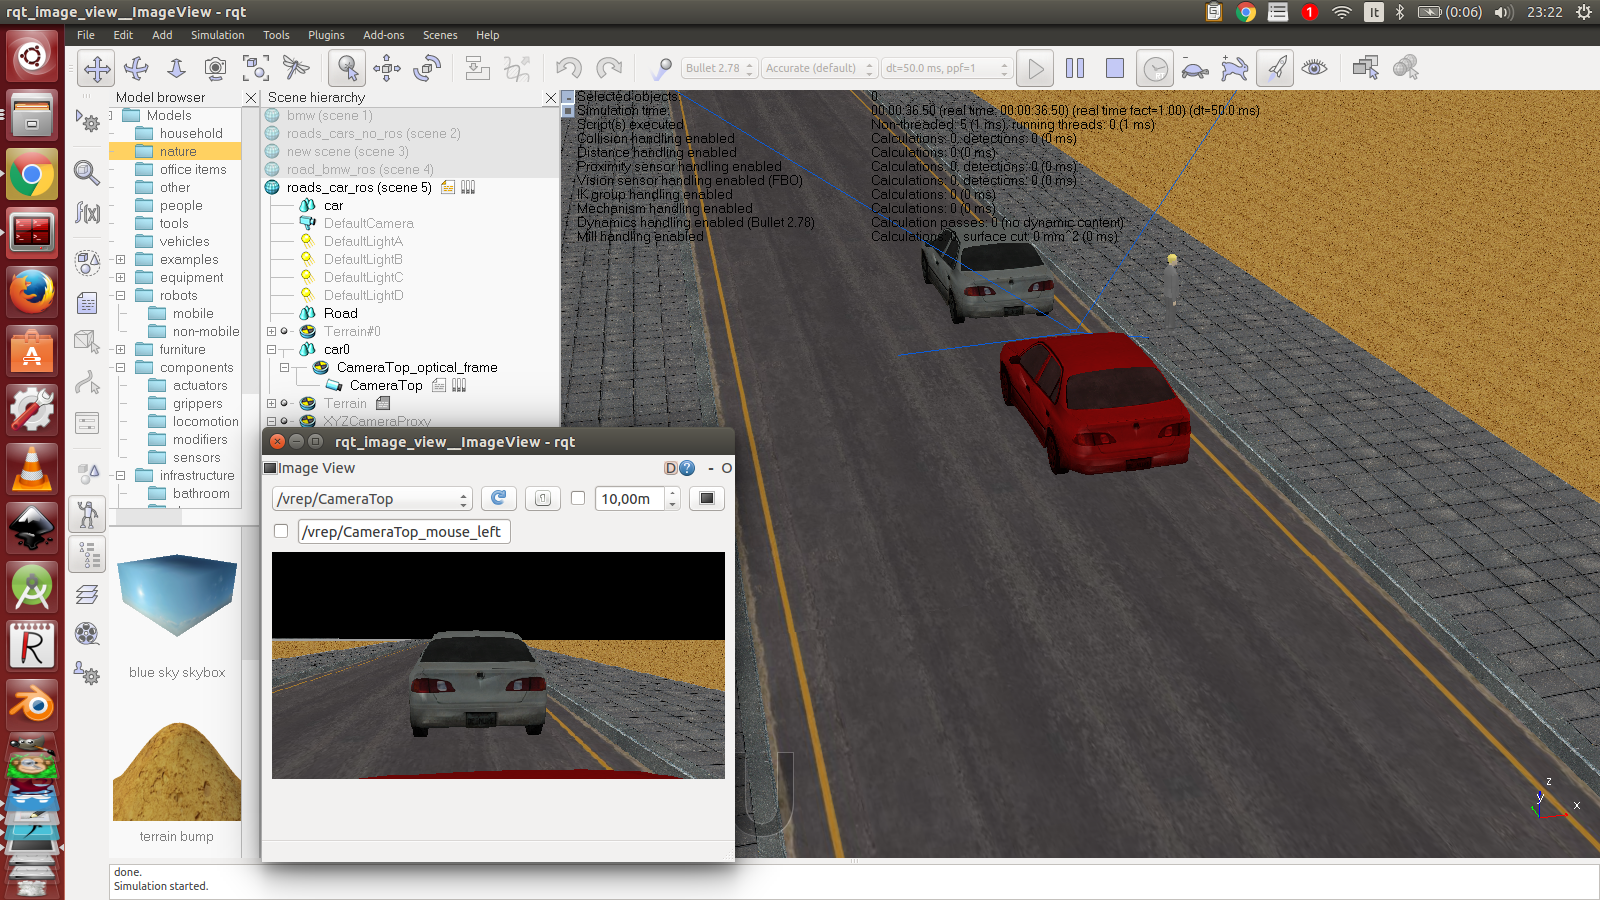 rqt_image_view__ImageView - rqt
1
It
(0:06)
23:22
File Edit Add Simulation Tools Plugins Add-ons Scenes Help
Bullet 2.78
Accurate (default)
dt=50.0 ms, ppf=1
Model browser
Models
household
nature
office items
other
people
tools
vehicles
examples
equipment
robots
mobile
non-mobile
furniture
components
actuators
grippers
locomotion
modifiers
sensors
infrastructure
bathroom
blue sky skybox
terrain bump
Scene hierarchy
bmw (scene 1)
roads_cars_no_ros (scene 2)
new scene (scene 3)
road_bmw_ros (scene 4)
roads_car_ros (scene 5)
car
DefaultCamera
DefaultLightA
DefaultLightB
DefaultLightC
DefaultLightD
Road
Terrain#0
car0
CameraTop_optical_frame
CameraTop
Terrain
XYZCameraProxy
Selected objects: 0
Simulation time: 00:00:36.50 (real time: 00:00:36.50) (real time fact=1.00) (dt=50.0 ms)
Script(s) executed Non-threaded: 5 (1 ms), running threads: 0 (1 ms)
Collision handling enabled Calculations: 0, detections: 0 (0 ms)
Distance handling enabled Calculations: 0 (0 ms)
Proximity sensor handling enabled Calculations: 0, detections: 0 (0 ms)
Vision sensor handling enabled (FBO) Calculations: 0, detections: 0 (0 ms)
IK group handling enabled Calculations: 0 (0 ms)
Mechanism handling enabled Calculations: 0 (0 ms)
Dynamics handling enabled (Bullet 2.78) Calculation passes: 0 (no dynamic content)
Mill handling enabled Calculations: 0, surface cut: 0 mm^2 (0 ms)
rqt_image_view__ImageView - rqt
Image View
D ? - O
/vrep/CameraTop
10,00m
/vrep/CameraTop_mouse_left
z
y
x
done.
Simulation started.